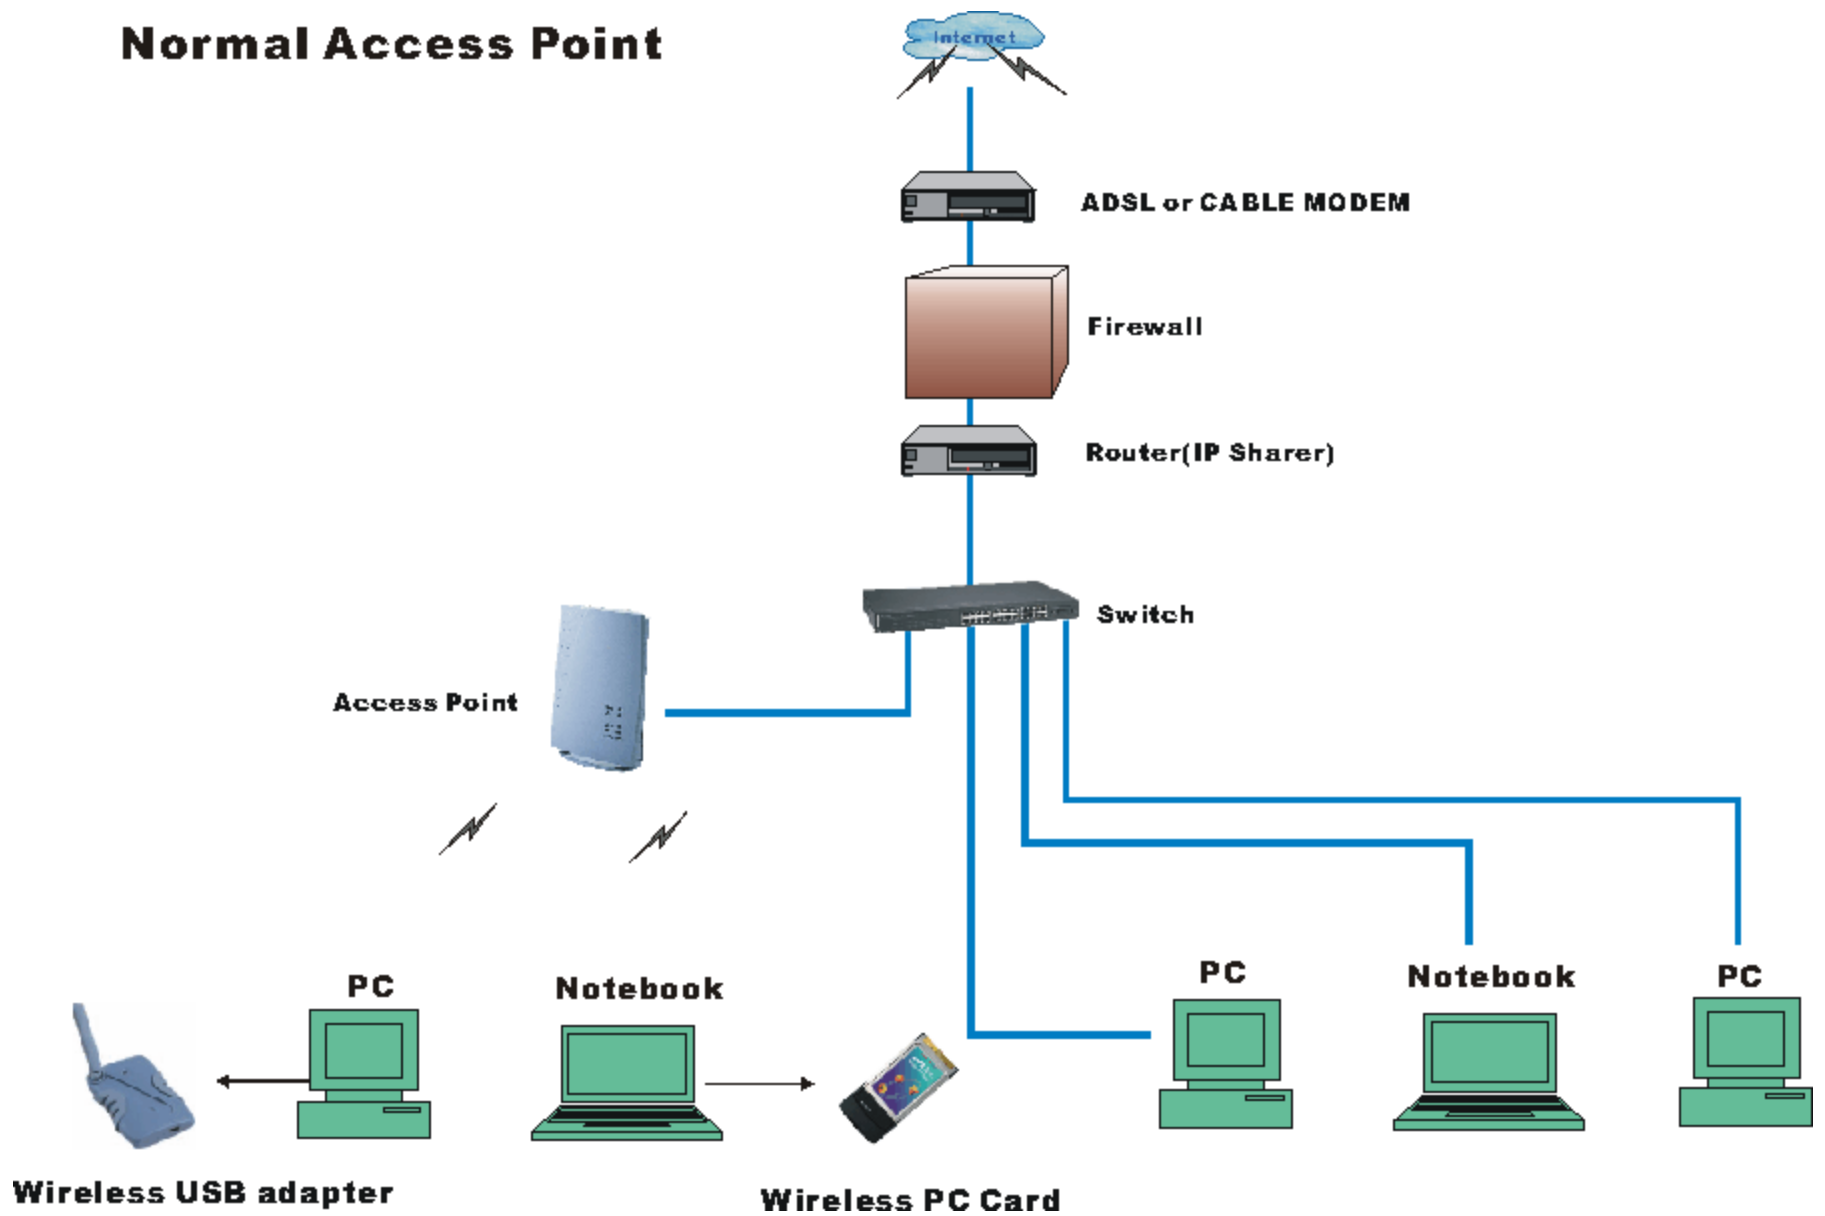 Normal Access Point
Internet
ADSL or CABLE MODEM
Firewall
Router(IP Sharer)
Switch
Access Point
PC
Notebook
PC
Notebook
PC
Wireless USB adapter
Wireless PC Card